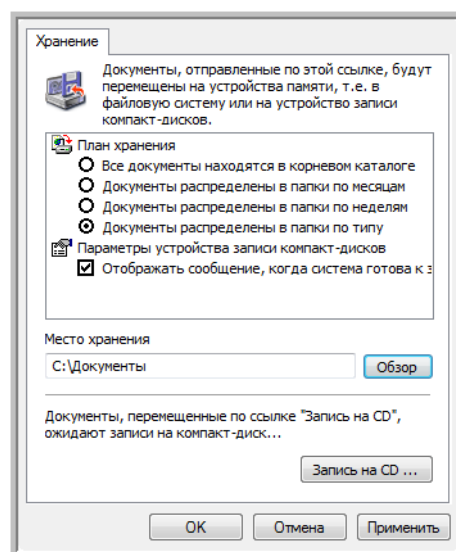 Хранение
Документы, отправленные по этой ссылке, будут
перемещены на устройства памяти, т.е. в
файловую систему или на устройство записи
компакт-дисков.
План хранения
Все документы находятся в корневом каталоге
Документы распределены в папки по месяцам
Документы распределены в папки по неделям
Документы распределены в папки по типу
Параметры устройства записи компакт-дисков
Отображать сообщение, когда система готова к з
Место хранения
C:\Документы
Обзор
Документы, перемещенные по ссылке "Запись на CD",
ожидают записи на компакт-диск...
Запись на CD ...
OK
Отмена
Применить